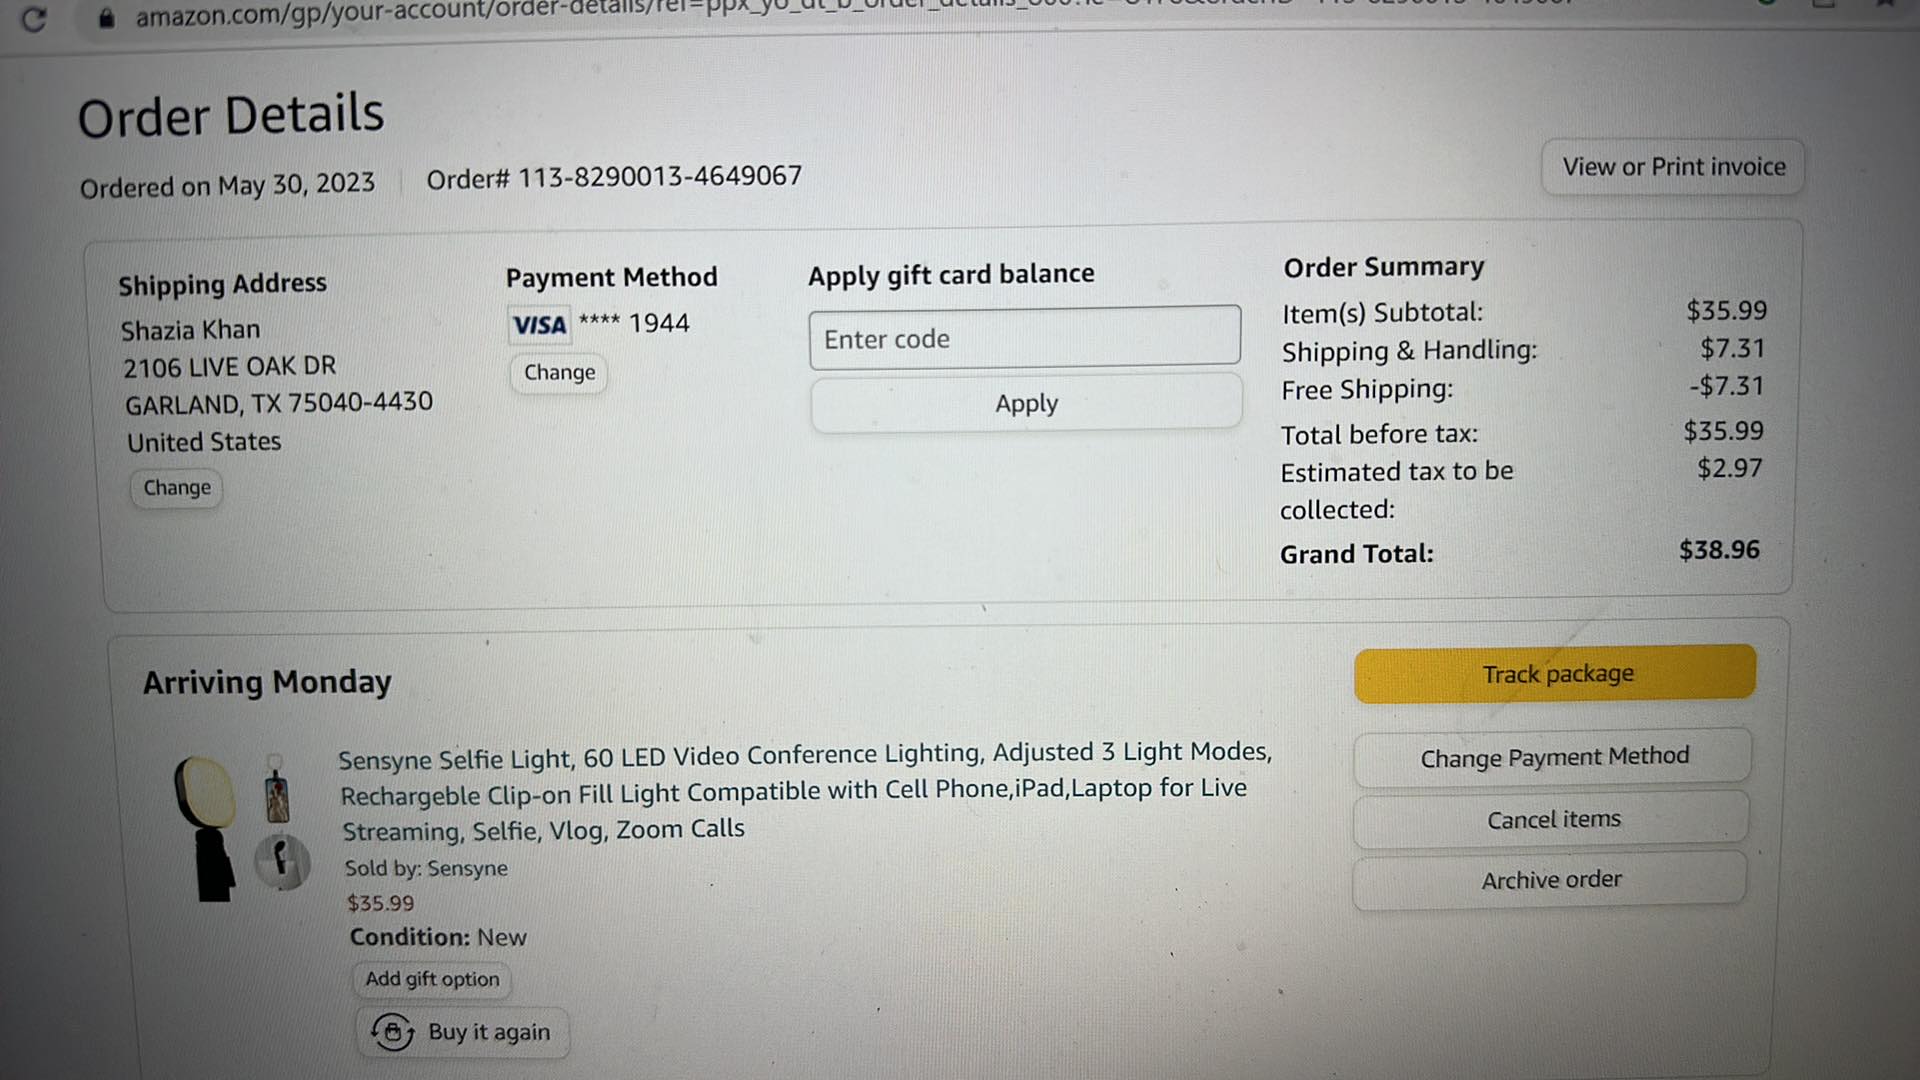 amazon.com/gp/your-account/order-details/ref=ppx_yo_dt_b_order_details_
Order Details
Ordered on May 30, 2023
Order# 113-8290013-4649067
View or Print invoice
Shipping Address
Shazia Khan
2106 LIVE OAK DR
GARLAND, TX 75040-4430
United States
Change
Payment Method
VISA **** 1944
Change
Apply gift card balance
Enter code
Apply
Order Summary
Item(s) Subtotal: $35.99
Shipping & Handling: $7.31
Free Shipping: -$7.31
Total before tax: $35.99
Estimated tax to be $2.97
collected:
Grand Total: $38.96
Arriving Monday
Sensyne Selfie Light, 60 LED Video Conference Lighting, Adjusted 3 Light Modes,
Rechargeble Clip-on Fill Light Compatible with Cell Phone,iPad,Laptop for Live
Streaming, Selfie, Vlog, Zoom Calls
Sold by: Sensyne
$35.99
Condition: New
Add gift option
Buy it again
Track package
Change Payment Method
Cancel items
Archive order